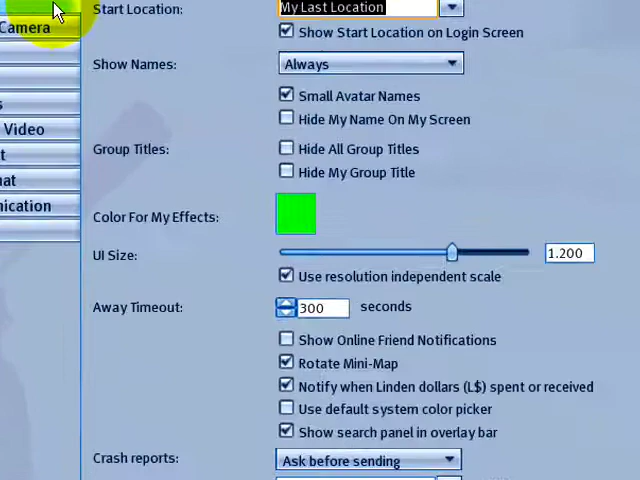 Start Location: My Last Location
Camera
Show Start Location on Login Screen
Show Names: Always
Small Avatar Names
Hide My Name On My Screen
Video
Group Titles: Hide All Group Titles
Hide My Group Title
Color For My Effects:
UI Size: 1.200
Use resolution independent scale
Away Timeout: 300 seconds
Show Online Friend Notifications
Rotate Mini-Map
Notify when Linden dollars (L$) spent or received
Use default system color picker
Show search panel in overlay bar
Crash reports: Ask before sending